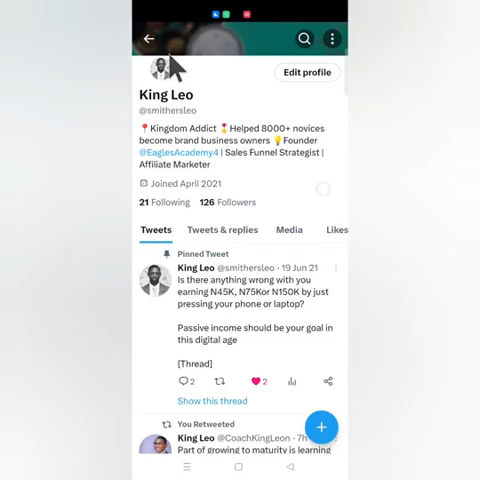 Edit profile
King Leo
@smithersleo
📍Kingdom Addict 🎖️Helped 8000+ novices
become brand business owners 💡Founder
@EaglesAcademy4 | Sales Funnel Strategist |
Affiliate Marketer
Joined April 2021
21 Following 126 Followers
Tweets Tweets & replies Media Likes
Pinned Tweet
King Leo @smithersleo · 19 Jun 21
Is there anything wrong with you
earning N45K, N75Kor N150K by just
pressing your phone or laptop?
Passive income should be your goal in
this digital age
[Thread]
2 2
Show this thread
You Retweeted
King Leo @CoachKingLeon · 7h
Part of growing to maturity is learning